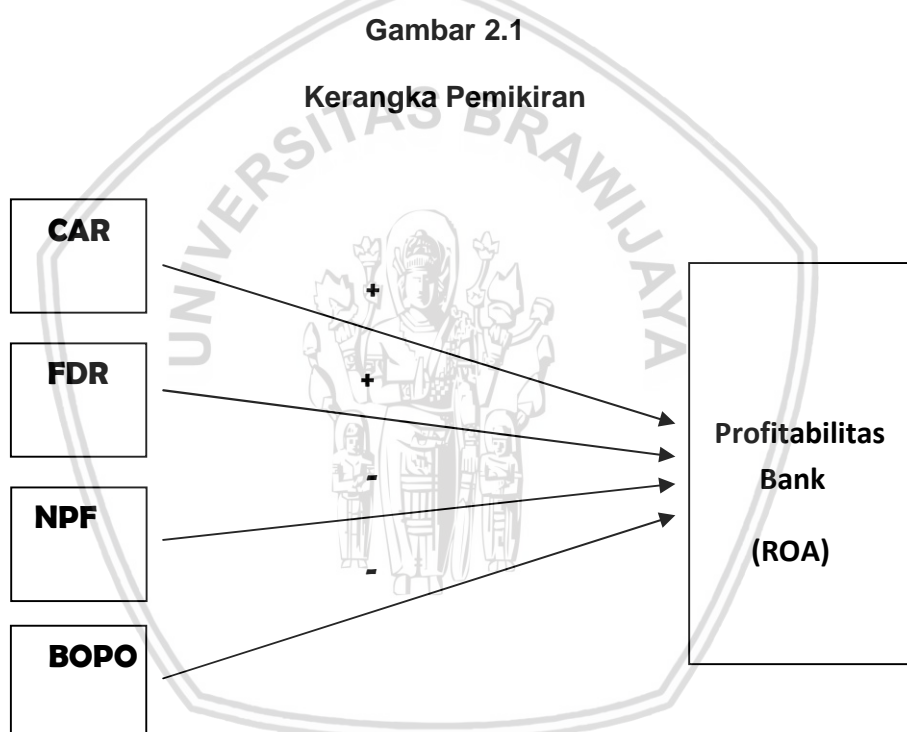 Gambar 2.1
Kerangka Pemikiran
UNIVERSITAS BRAWIJAYA
CAR
+
FDR
+
Profitabilitas
Bank
(ROA)
-
NPF
-
BOPO